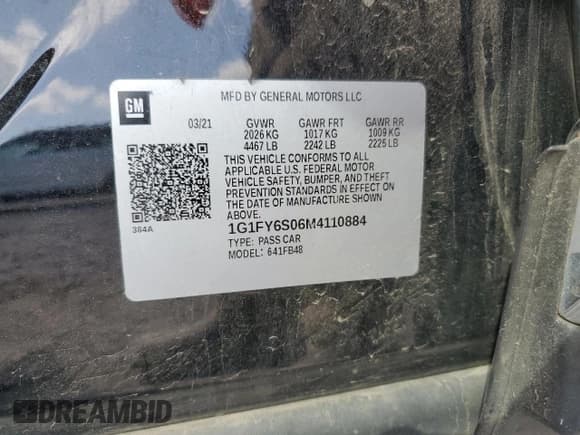 GM
MFD BY GENERAL MOTORS LLC
03/21 GVWR GAWR FRT GAWR RR
2026 KG 1017 KG 1009 KG
4467 LB 2242 LB 2225 LB
THIS VEHICLE CONFORMS TO ALL
APPLICABLE U.S. FEDERAL MOTOR
VEHICLE SAFETY, BUMPER, AND THEFT
PREVENTION STANDARDS IN EFFECT ON
THE DATE OF MANUFACTURE SHOWN
ABOVE.
384A
1G1FY6S06M4110884
TYPE: PASS CAR
MODEL: 641FB48
DREAMBID